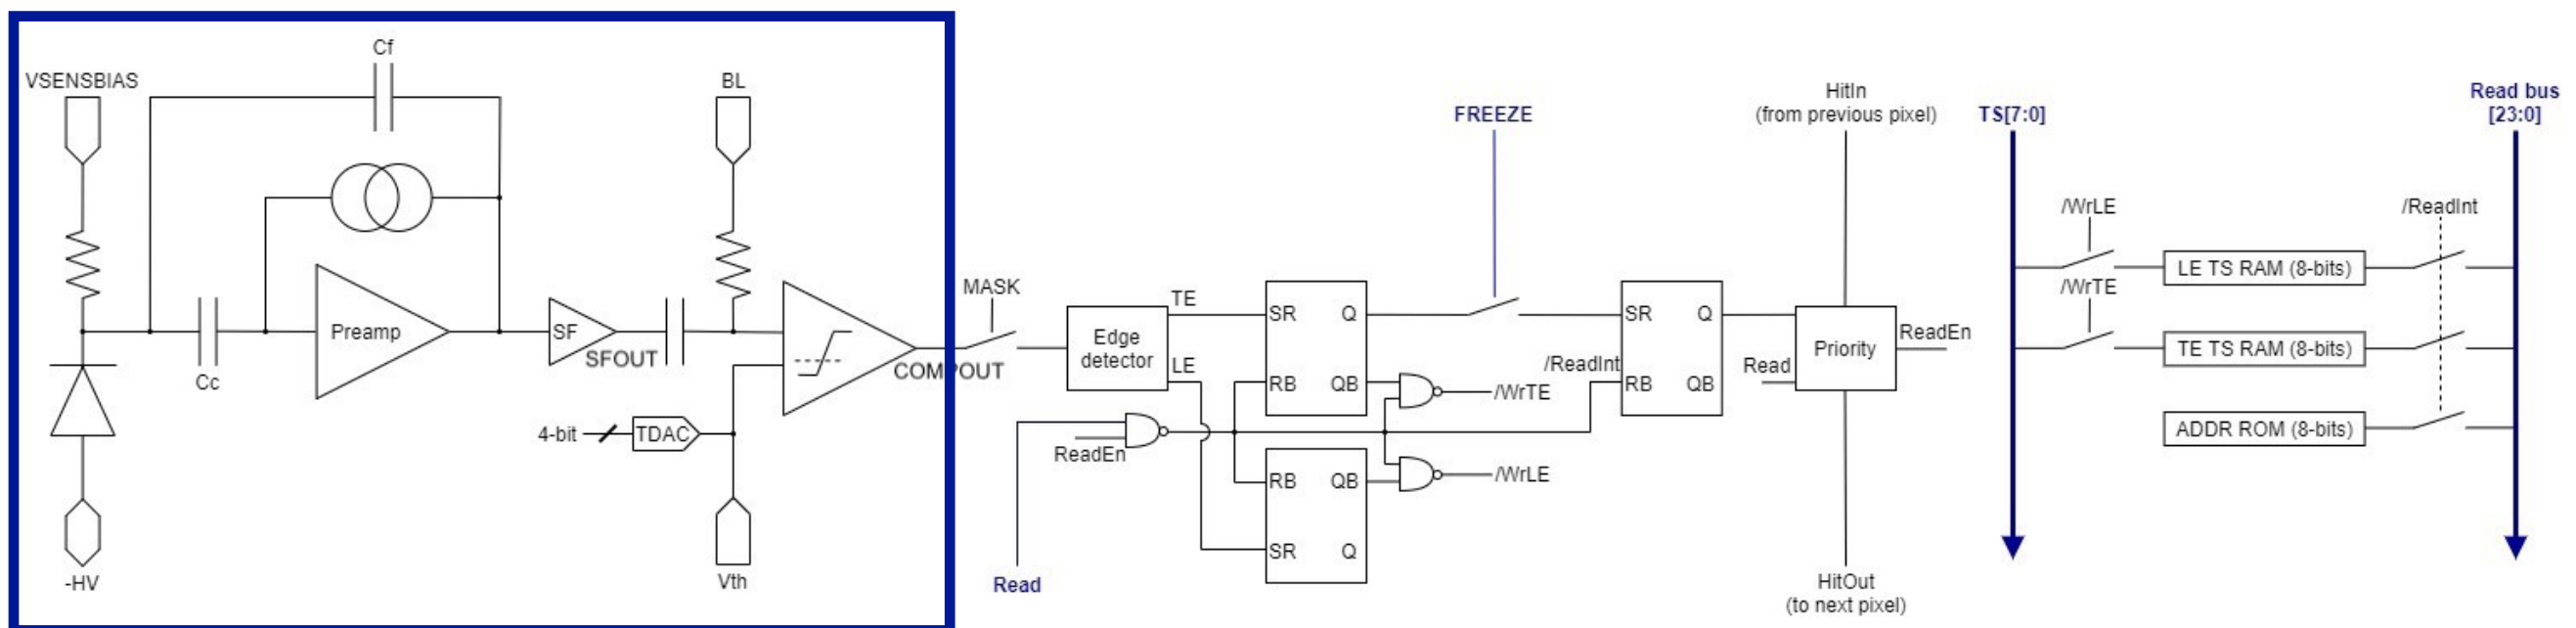 Cf
VSENSBIAS
BL
Cc
Preamp
SF
SFOUT
COMPOUT
4-bit
TDAC
-HV
Vth
MASK
Edge
detector
TE
LE
ReadEn
Read
SR
Q
RB
QB
RB
QB
SR
Q
/WrTE
/WrLE
FREEZE
/ReadInt
SR
Q
RB
QB
HitIn
(from previous pixel)
Read
Priority
ReadEn
HitOut
(to next pixel)
TS[7:0]
Read bus
[23:0]
/WrLE
/ReadInt
LE TS RAM (8-bits)
/WrTE
TE TS RAM (8-bits)
ADDR ROM (8-bits)